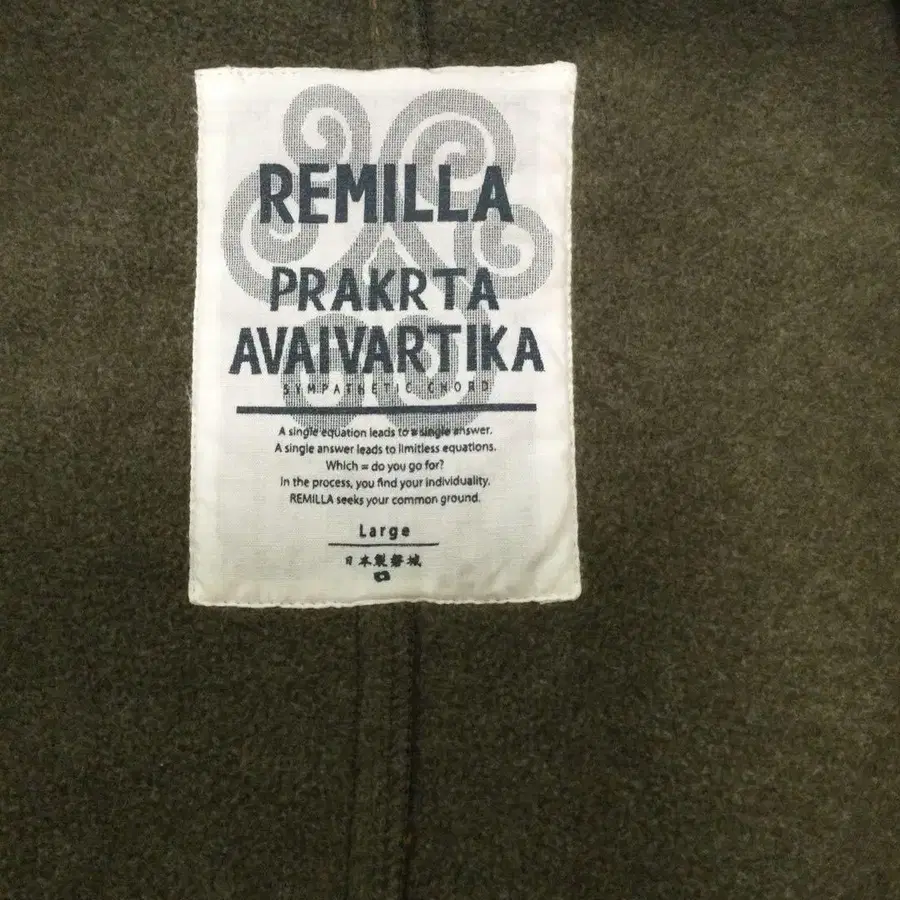 REMILLA
PRAKRTA
AVAIVARTIKA
SYMPATHETIC CHORD
A single equation leads to a single answer.
A single answer leads to limitless equations.
Which = do you go for?
In the process, you find your individuality.
REMILLA seeks your common ground.
Large
日本製磐城